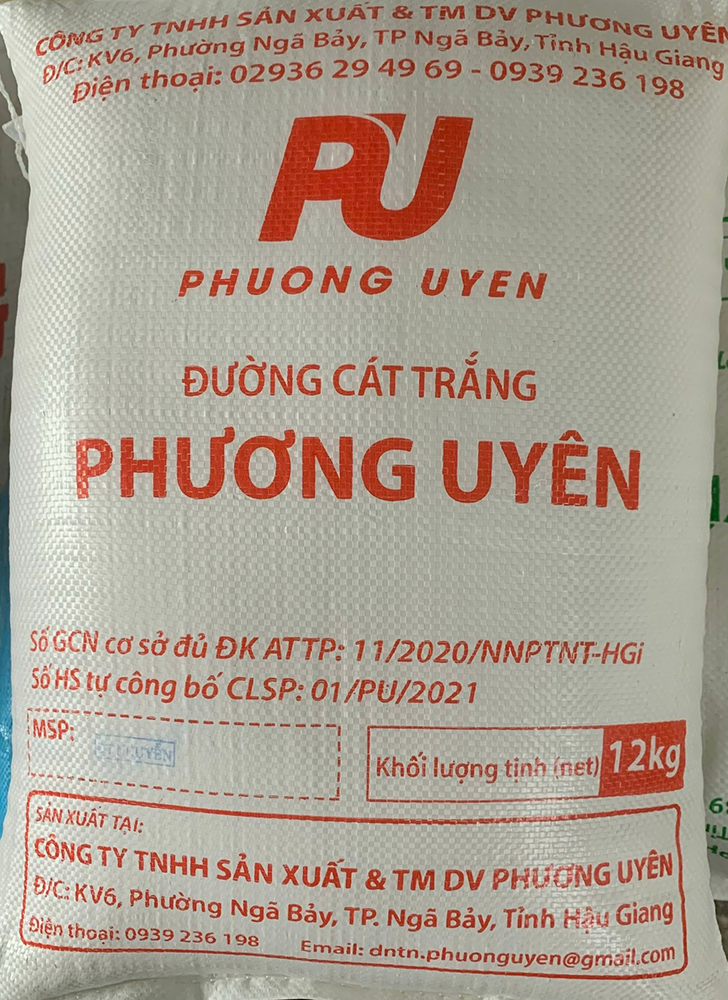 CÔNG TY TNHH SẢN XUẤT & TM DV PHƯƠNG UYÊN
Đ/C: KV6, Phường Ngã Bảy, TP Ngã Bảy, Tỉnh Hậu Giang
Điện thoại: 02936 29 49 69 - 0939 236 198
PU
PHUONG UYEN
ĐƯỜNG CÁT TRẮNG
PHƯƠNG UYÊN
Số GCN cơ sở đủ ĐK ATTP: 11/2020/NNPTNT-HGi
Số HS tự công bố CLSP: 01/PU/2021
MSP:
Khối lượng tịnh (net) 12kg
SẢN XUẤT TẠI:
CÔNG TY TNHH SẢN XUẤT & TM DV PHƯƠNG UYÊN
Đ/C: KV6, Phường Ngã Bảy, TP. Ngã Bảy, Tỉnh Hậu Giang
Điện thoại: 0939 236 198 Email: dntn.phuonguyen@gmail.com